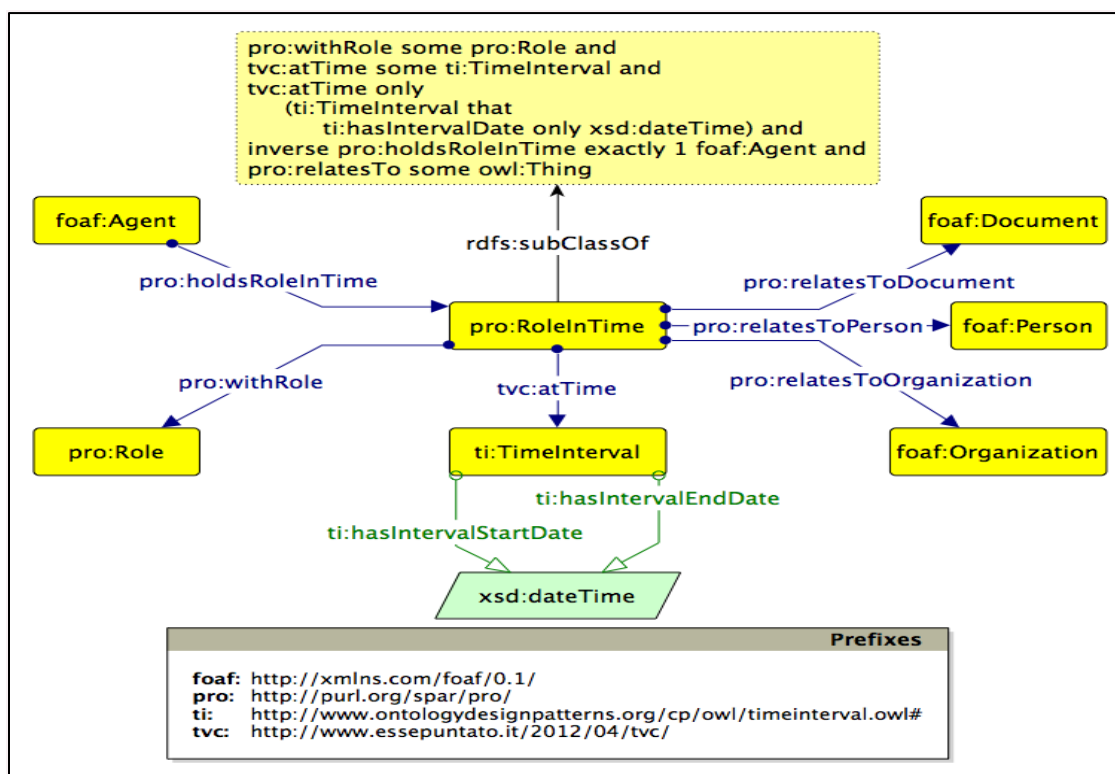 pro:withRole some pro:Role and
tvc:atTime some ti:TimeInterval and
tvc:atTime only
(ti:TimeInterval that
ti:hasIntervalDate only xsd:dateTime) and
inverse pro:holdsRoleInTime exactly 1 foaf:Agent and
pro:relatesTo some owl:Thing
foaf:Agent
foaf:Document
rdfs:subClassOf
pro:holdsRoleInTime
pro:relatesToDocument
pro:RoleInTime
pro:relatesToPerson
foaf:Person
pro:withRole
tvc:atTime
pro:relatesToOrganization
pro:Role
ti:TimeInterval
foaf:Organization
ti:hasIntervalEndDate
ti:hasIntervalStartDate
xsd:dateTime
Prefixes
foaf: http://xmlns.com/foaf/0.1/
pro: http://purl.org/spar/pro/
ti: http://www.ontologydesignpatterns.org/cp/owl/timeinterval.owl#
tvc: http://www.essepuntato.it/2012/04/tvc/